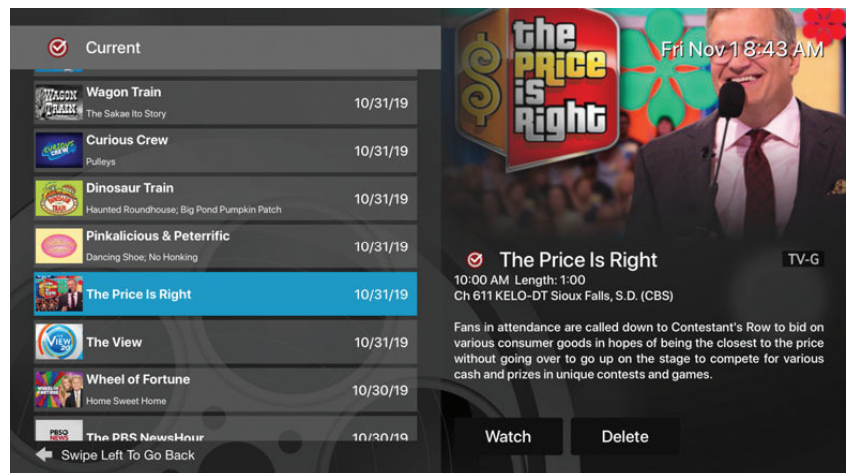 Current
WAGON
TRAIN
Wagon Train
The Sakae Ito Story
10/31/19
CURIOUS
CREW
Curious Crew
Pulleys
10/31/19
Dinosaur Train
Haunted Roundhouse; Big Pond Pumpkin Patch
10/31/19
Pinkalicious & Peterrific
Dancing Shoe; No Honking
10/31/19
The Price Is Right
10/31/19
VIEW
The View
10/31/19
Wheel of Fortune
Home Sweet Home
10/30/19
NEWS
The PBS NewsHour
10/30/19
Swipe Left To Go Back
the
PRiCE
is
Right
Fri Nov 1 8:43 AM
The Price Is Right
TV-G
10:00 AM Length: 1:00
Ch 611 KELO-DT Sioux Falls, S.D. (CBS)
Fans in attendance are called down to Contestant's Row to bid on
various consumer goods in hopes of being the closest to the price
without going over to go up on the stage to compete for various
cash and prizes in unique contests and games.
Watch
Delete